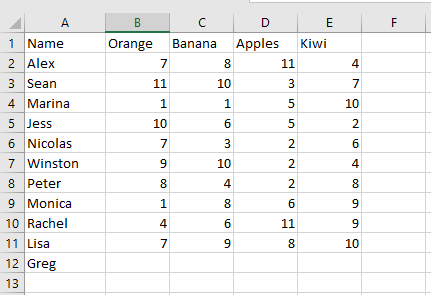 A B C D E F
1 Name Orange Banana Apples Kiwi
2 Alex 7 8 11 4
3 Sean 11 10 3 7
4 Marina 1 1 5 10
5 Jess 10 6 5 2
6 Nicolas 7 3 2 6
7 Winston 9 10 2 4
8 Peter 8 4 2 8
9 Monica 1 8 6 9
10 Rachel 4 6 11 9
11 Lisa 7 9 8 10
12 Greg
13